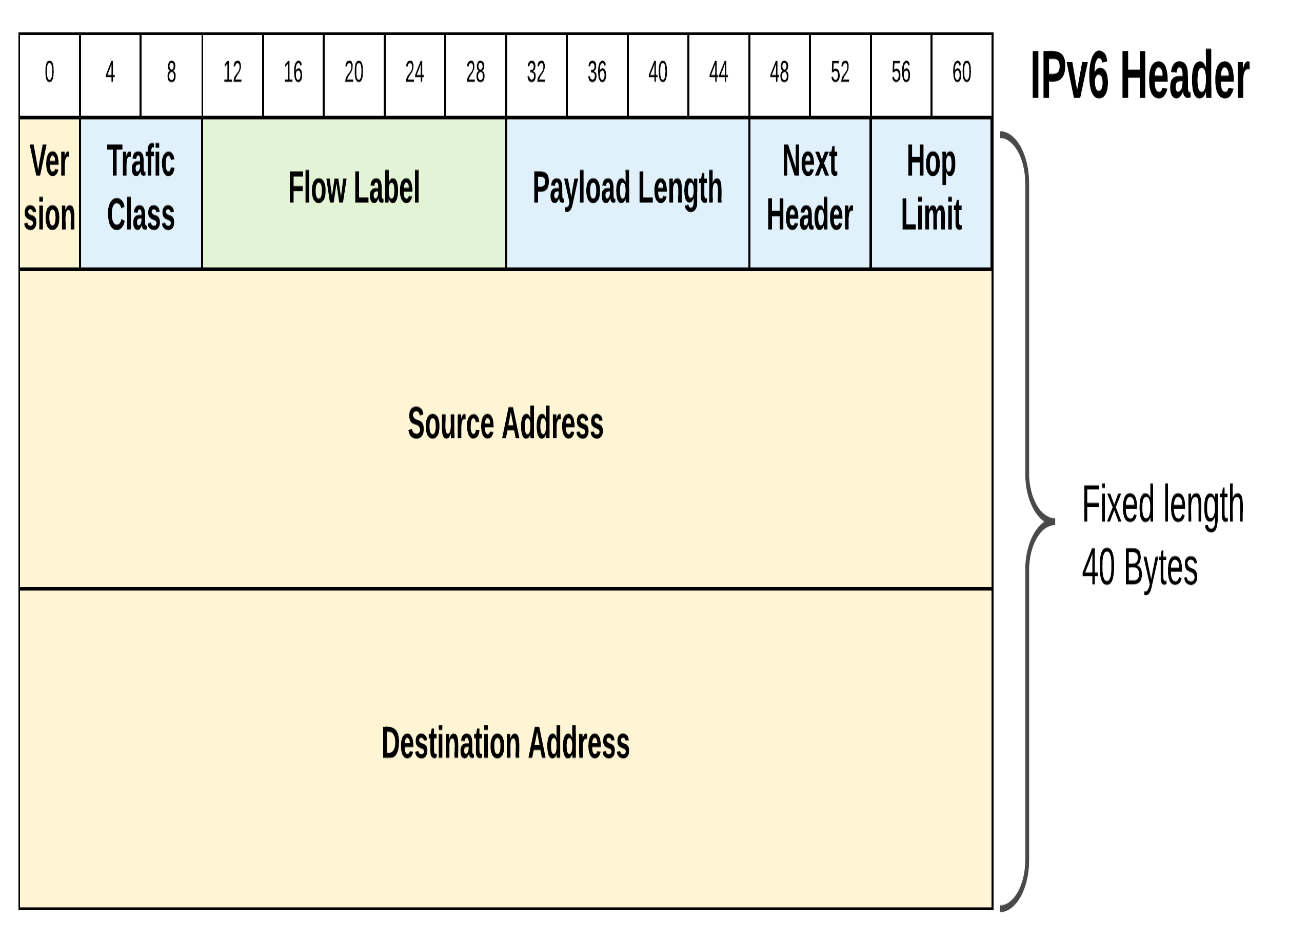 0 4 8 12 16 20 24 28 32 36 40 44 48 52 56 60
IPv6 Header
Ver
sion
Trafic
Class
Flow Label
Payload Length
Next
Header
Hop
Limit
Source Address
Fixed length
40 Bytes
Destination Address